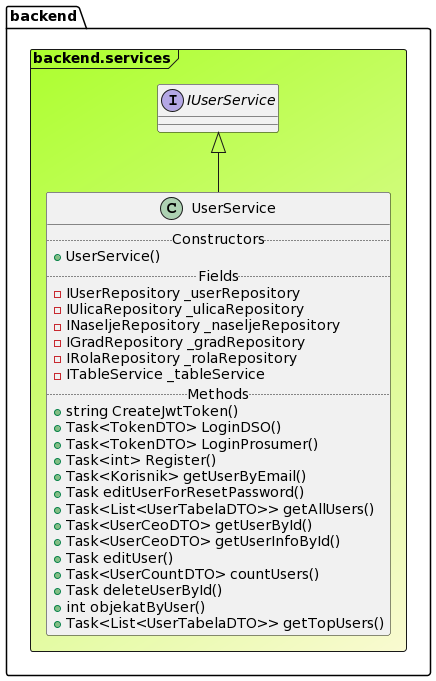 backend
backend.services
I IUserService
C UserService
Constructors
UserService()
Fields
IUserRepository _userRepository
IUlicaRepository _ulicaRepository
INaseljeRepository _naseljeRepository
IGradRepository _gradRepository
IRolaRepository _rolaRepository
ITableService _tableService
Methods
string CreateJwtToken()
Task<TokenDTO> LoginDSO()
Task<TokenDTO> LoginProsumer()
Task<int> Register()
Task<Korisnik> getUserByEmail()
Task editUserForResetPassword()
Task<List<UserTabelaDTO>> getAllUsers()
Task<UserCeoDTO> getUserById()
Task<UserCeoDTO> getUserInfoById()
Task editUser()
Task<UserCountDTO> countUsers()
Task deleteUserById()
int objekatByUser()
Task<List<UserTabelaDTO>> getTopUsers()